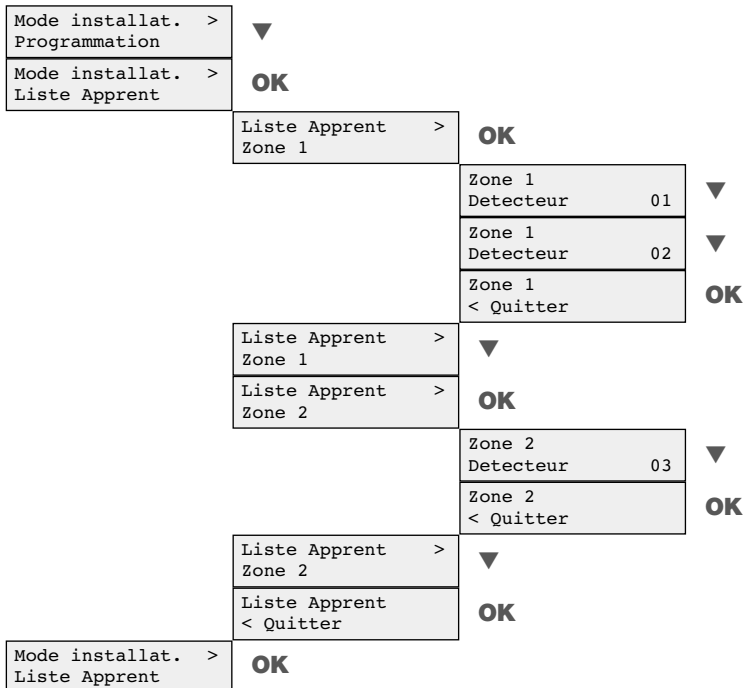 Mode installat. >
Programmation
▼
Mode installat. >
Liste Apprent
OK
Liste Apprent >
Zone 1
OK
Zone 1
Detecteur 01
▼
Zone 1
Detecteur 02
▼
Zone 1
< Quitter
OK
Liste Apprent >
Zone 1
▼
Liste Apprent >
Zone 2
OK
Zone 2
Detecteur 03
▼
Zone 2
< Quitter
OK
Liste Apprent >
Zone 2
▼
Liste Apprent
< Quitter
OK
Mode installat. >
Liste Apprent
OK